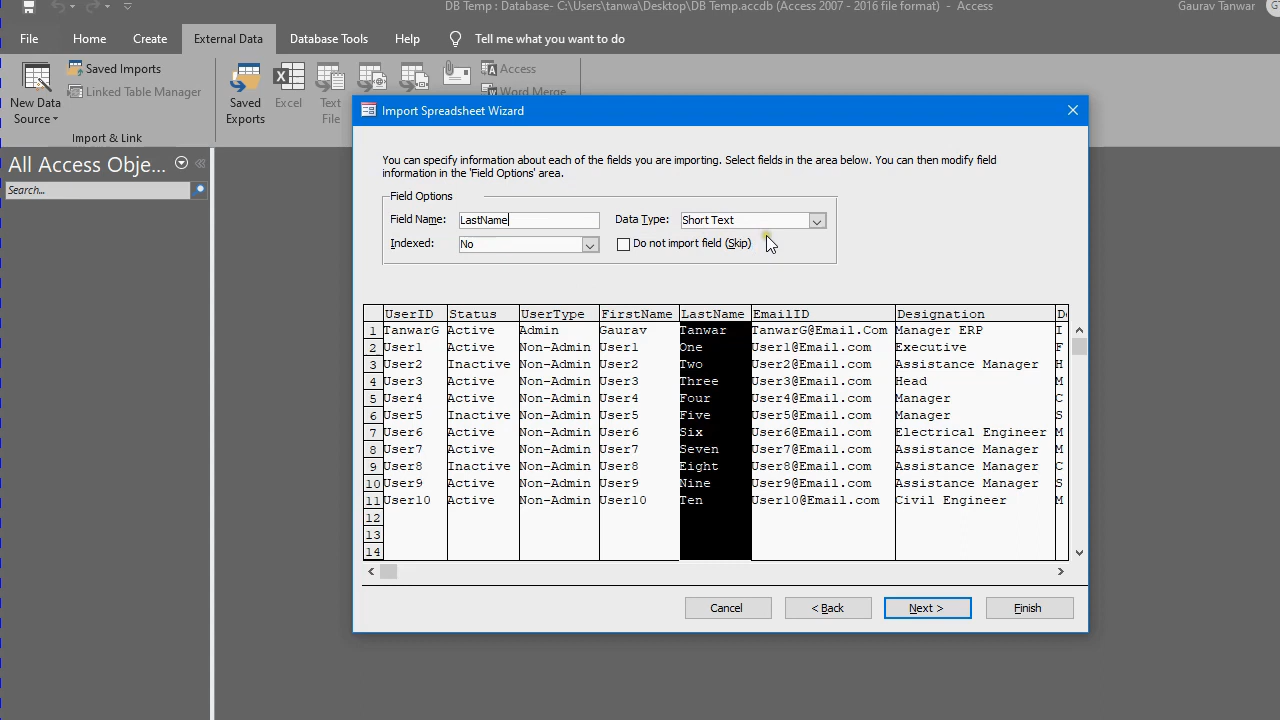 DB Temp : Database- C:\Users\tanwa\Desktop\DB Temp.accdb (Access 2007 - 2016 file format) - Access
Gaurav Tanwar
File Home Create External Data Database Tools Help Tell me what you want to do
New Data Source
Saved Imports
Linked Table Manager
Saved Exports
Excel
Text File
Access
Word Merge
Import & Link
All Access Obje...
Search...
Import Spreadsheet Wizard
You can specify information about each of the fields you are importing. Select fields in the area below. You can then modify field
information in the 'Field Options' area.
Field Options
Field Name: LastName Data Type: Short Text
Indexed: No Do not import field (Skip)
UserID Status UserType FirstName LastName EmailID Designation
1 TanwarG Active Admin Gaurav Tanwar TanwarG@Email.Com Manager ERP I
2 User1 Active Non-Admin User1 One User1@Email.com Executive F
3 User2 Inactive Non-Admin User2 Two User2@Email.com Assistance Manager H
4 User3 Active Non-Admin User3 Three User3@Email.com Head M
5 User4 Active Non-Admin User4 Four User4@Email.com Manager C
6 User5 Inactive Non-Admin User5 Five User5@Email.com Manager S
7 User6 Active Non-Admin User6 Six User6@Email.com Electrical Engineer M
8 User7 Active Non-Admin User7 Seven User7@Email.com Assistance Manager M
9 User8 Inactive Non-Admin User8 Eight User8@Email.com Assistance Manager C
10 User9 Active Non-Admin User9 Nine User9@Email.com Assistance Manager S
11 User10 Active Non-Admin User10 Ten User10@Email.com Civil Engineer M
12
13
14
Cancel < Back Next > Finish